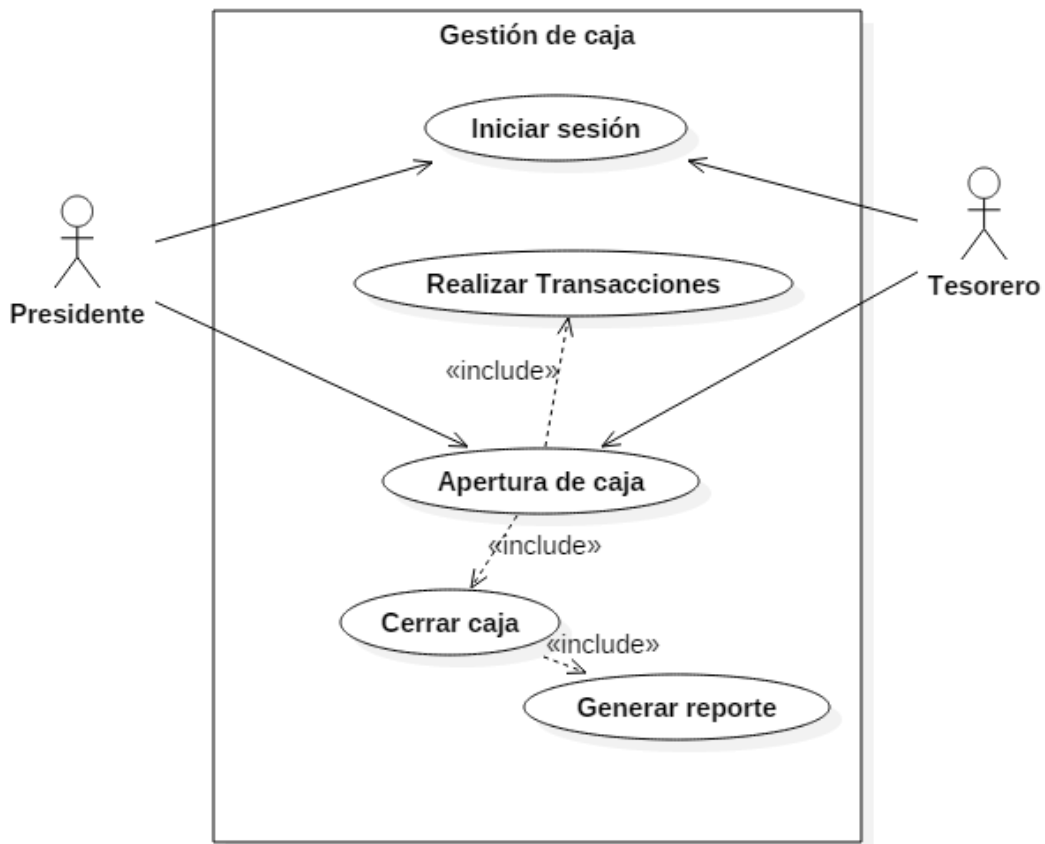 Gestión de caja
Iniciar sesión
Presidente
Realizar Transacciones
Tesorero
«include»
Apertura de caja
«include»
Cerrar caja
«include»
Generar reporte